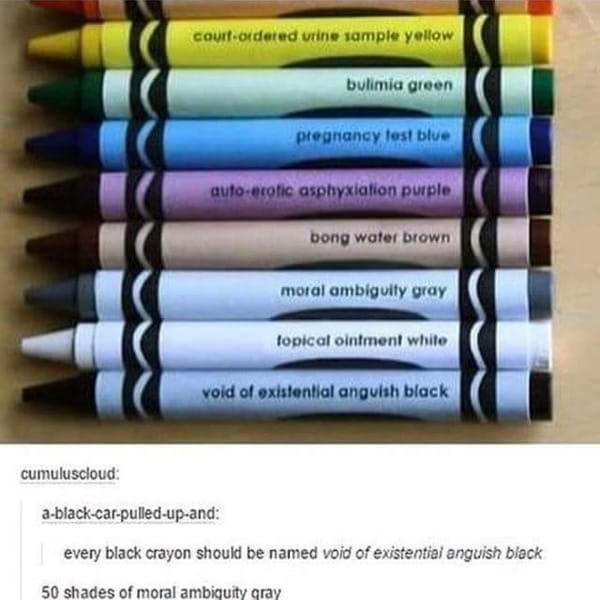 court-ordered urine sample yellow
bulimia green
pregnancy test blue
auto-erotic asphyxiation purple
bong water brown
moral ambiguity gray
topical ointment white
void of existential anguish black
cumuluscloud:
a-black-car-pulled-up-and:
every black crayon should be named void of existential anguish black
50 shades of moral ambiguity gray